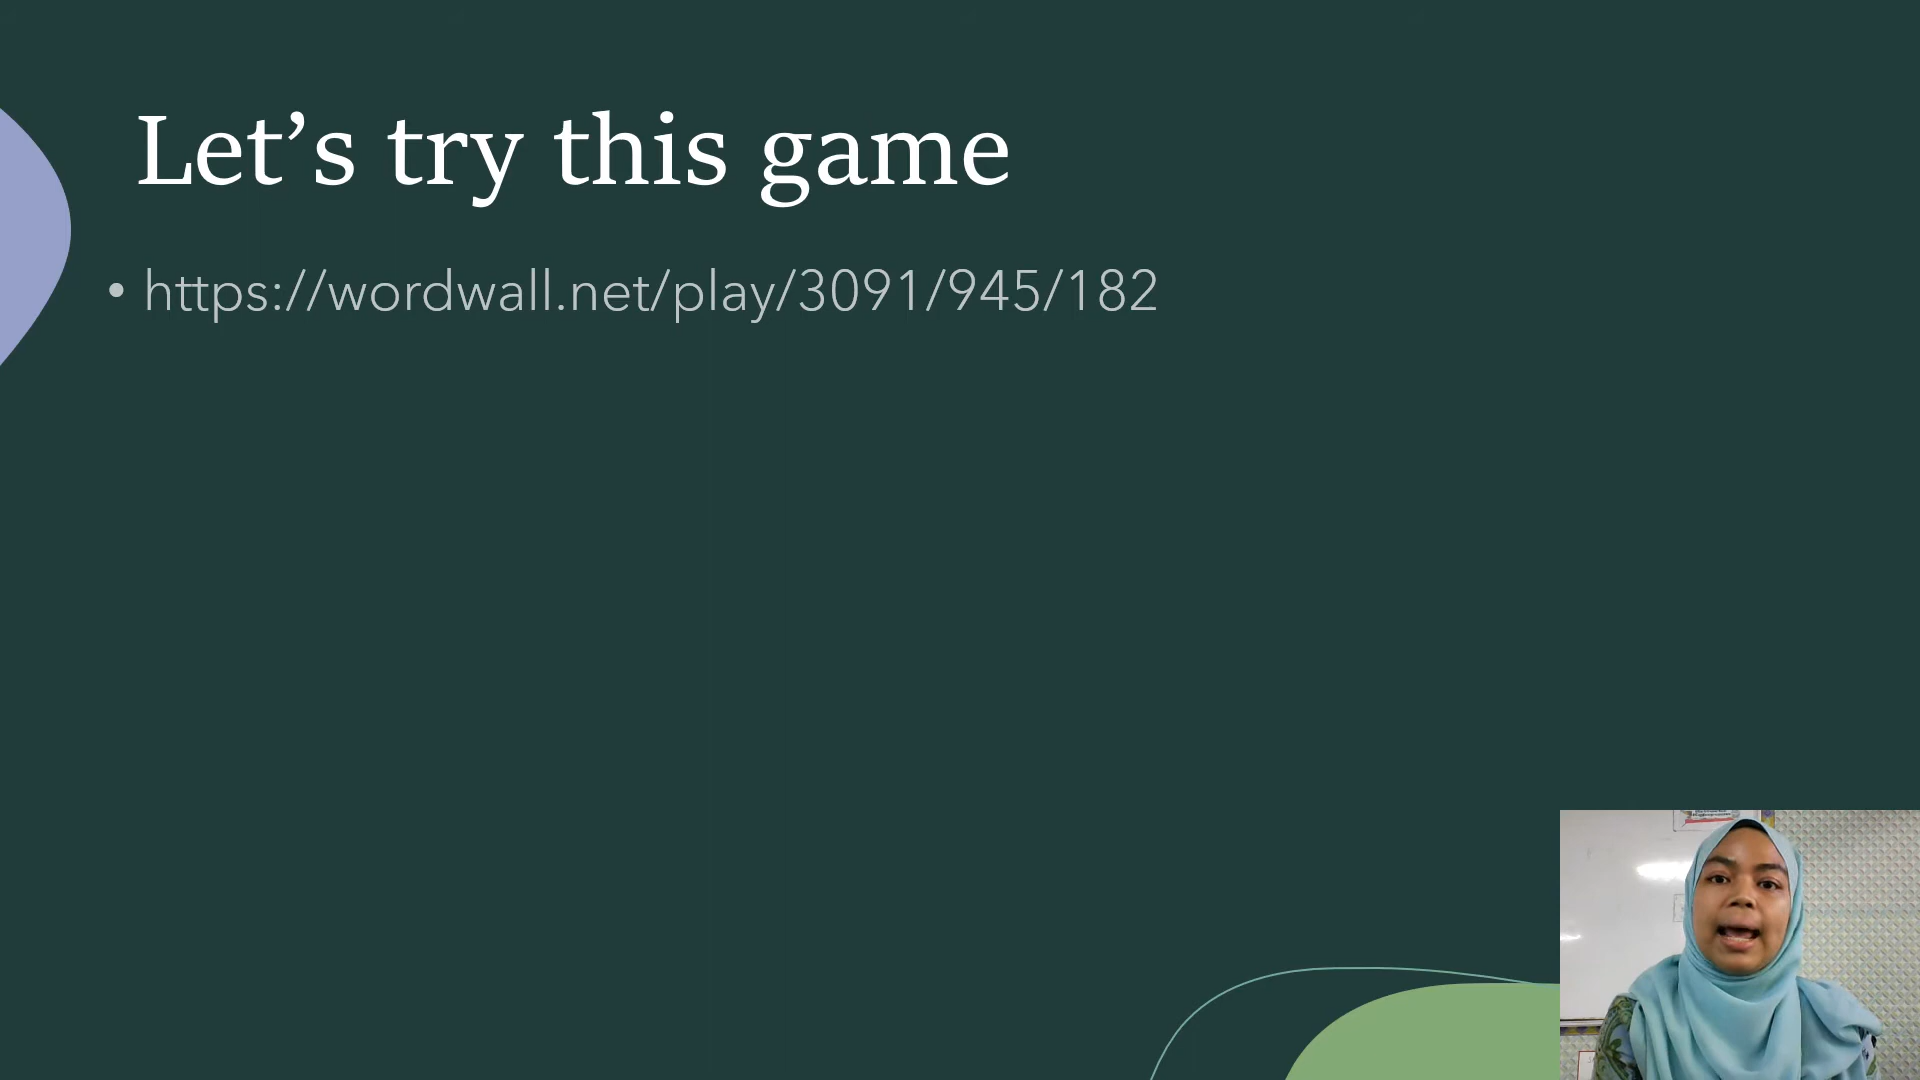 Let’s try this game
• https://wordwall.net/play/3091/945/182